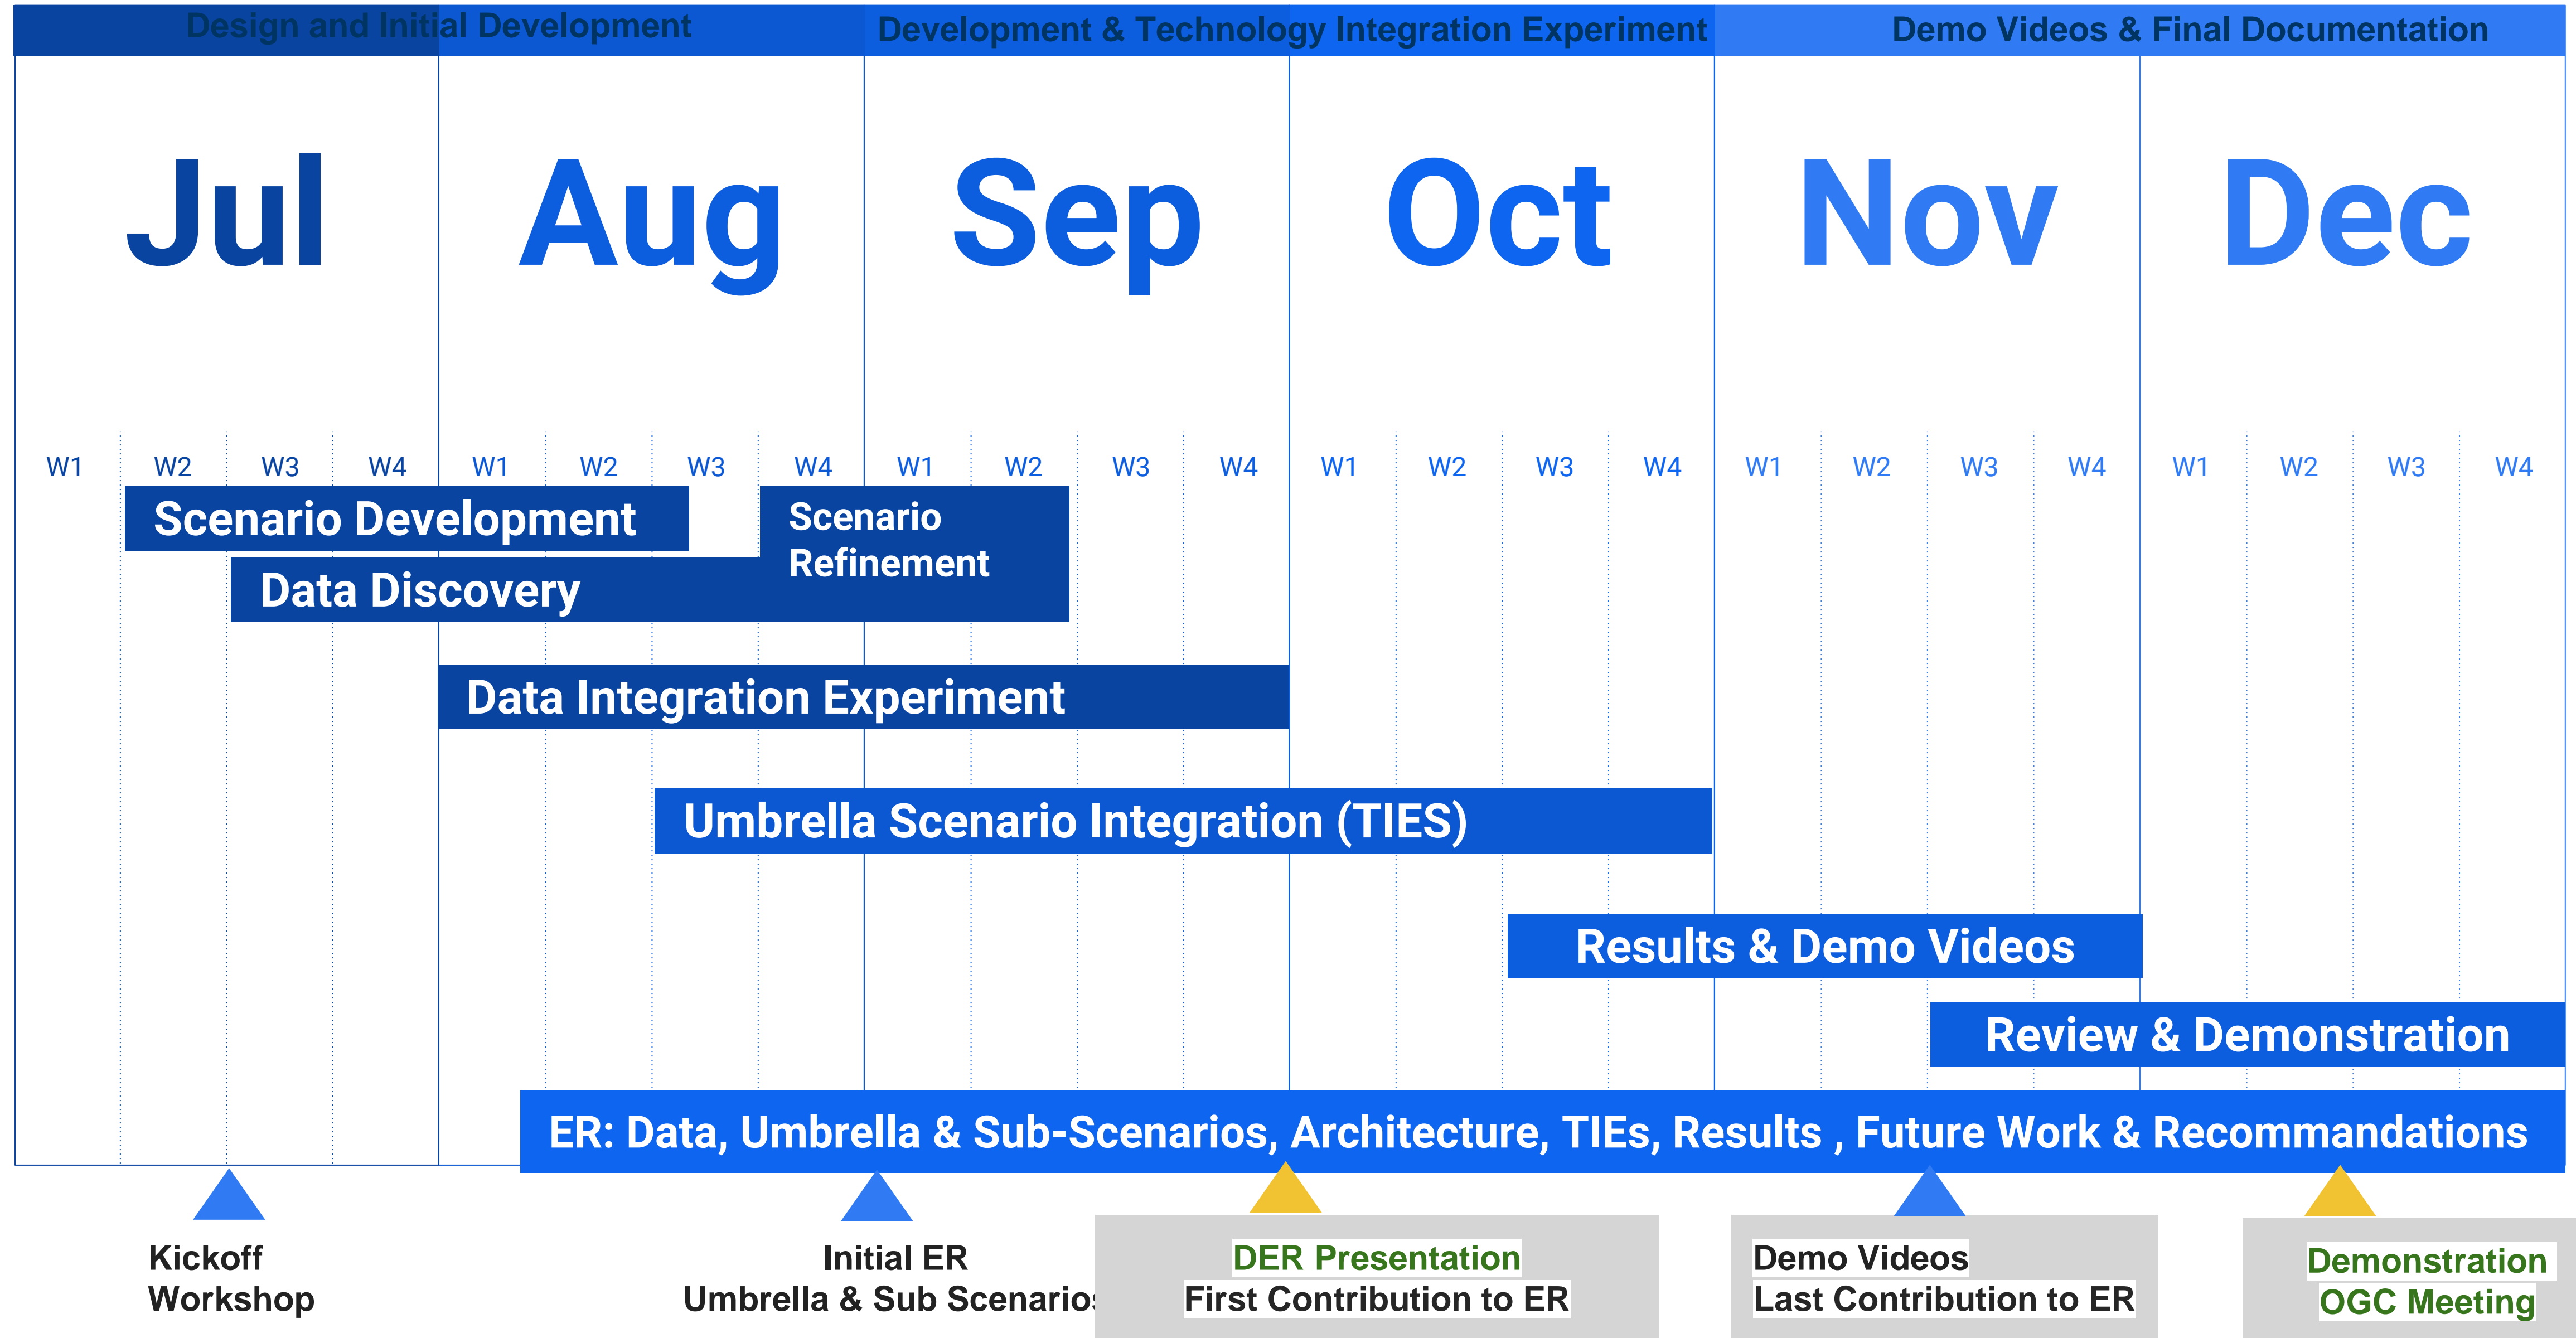 Design and Initial Development
Development & Technology Integration Experiment
Demo Videos & Final Documentation
Jul
Aug
Sep
Oct
Nov
Dec
W1 W2 W3 W4 W1 W2 W3 W4 W1 W2 W3 W4 W1 W2 W3 W4 W1 W2 W3 W4 W1 W2 W3 W4
Scenario Development
Scenario
Refinement
Data Discovery
Data Integration Experiment
Umbrella Scenario Integration (TIES)
Results & Demo Videos
Review & Demonstration
ER: Data, Umbrella & Sub-Scenarios, Architecture, TIEs, Results , Future Work & Recommandations
Kickoff
Workshop
Initial ER
Umbrella & Sub Scenarios
DER Presentation
First Contribution to ER
Demo Videos
Last Contribution to ER
Demonstration
OGC Meeting